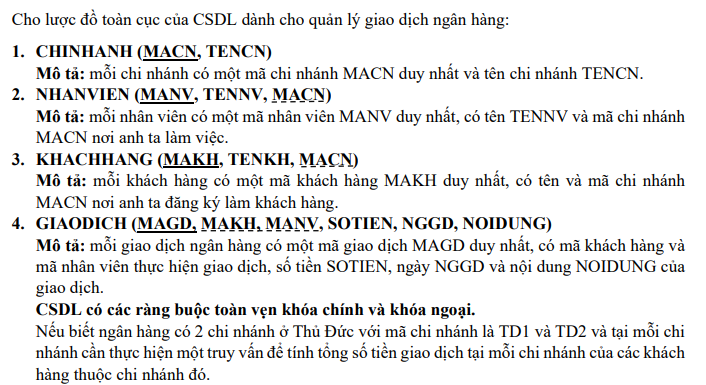 Cho lược đồ toàn cục của CSDL dành cho quản lý giao dịch ngân hàng:
1. CHINHANH (MACN, TENCN)
Mô tả: mỗi chi nhánh có một mã chi nhánh MACN duy nhất và tên chi nhánh TENCN.
2. NHANVIEN (MANV, TENNV, MACN)
Mô tả: mỗi nhân viên có một mã nhân viên MANV duy nhất, có tên TENNV và mã chi nhánh
MACN nơi anh ta làm việc.
3. KHACHHANG (MAKH, TENKH, MACN)
Mô tả: mỗi khách hàng có một mã khách hàng MAKH duy nhất, có tên và mã chi nhánh
MACN nơi anh ta đăng ký làm khách hàng.
4. GIAODICH (MAGD, MAKH, MANV, SOTIEN, NGGD, NOIDUNG)
Mô tả: mỗi giao dịch ngân hàng có một mã giao dịch MAGD duy nhất, có mã khách hàng và
mã nhân viên thực hiện giao dịch, số tiền SOTIEN, ngày NGGD và nội dung NOIDUNG của
giao dịch.
CSDL có các ràng buộc toàn vẹn khóa chính và khóa ngoại.
Nếu biết ngân hàng có 2 chi nhánh ở Thủ Đức với mã chi nhánh là TD1 và TD2 và tại mỗi chi
nhánh cần thực hiện một truy vấn để tính tổng số tiền giao dịch tại mỗi chi nhánh của các khách
hàng thuộc chi nhánh đó.